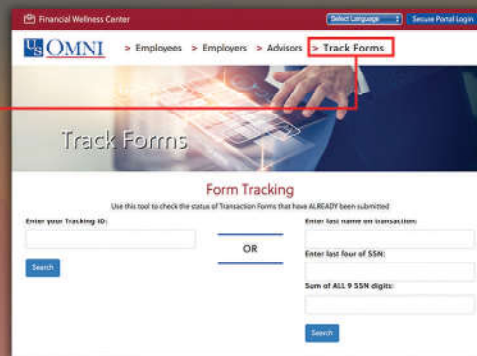 Financial Wellness Center
Select Language
Secure Portal Login
US OMNI
> Employees > Employers > Advisors > Track Forms
Track Forms
Form Tracking
Use this tool to check the status of Transaction Forms that have ALREADY been submitted
Enter your Tracking ID:
Search
OR
Enter last name on transaction:
Enter last four of SSN:
Sum of ALL 9 SSN digits:
Search